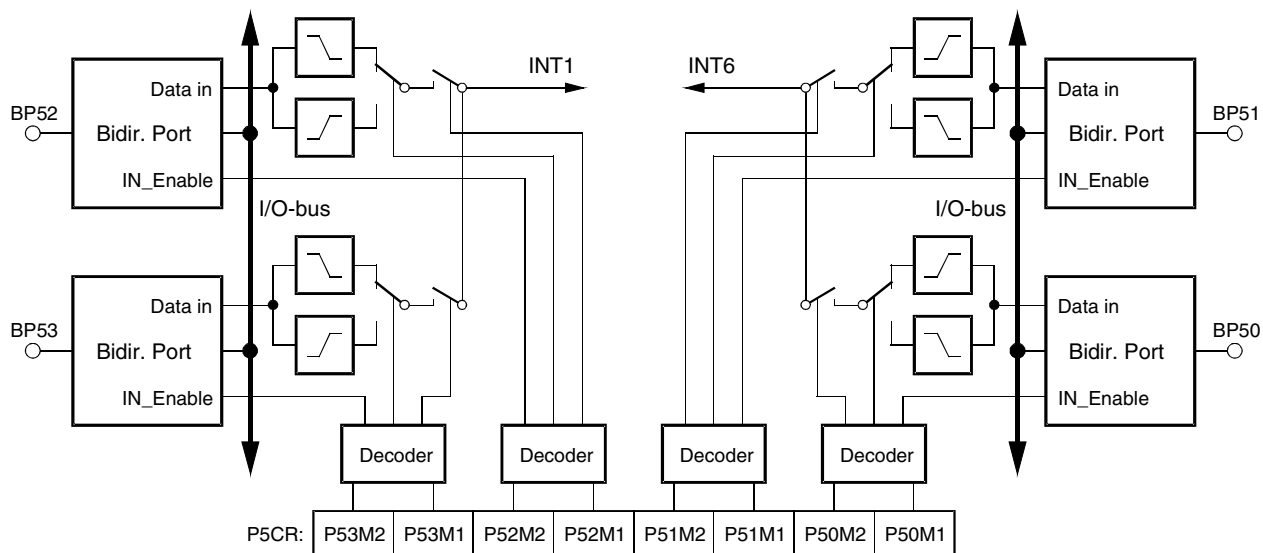 INT1 INT6
BP52 Data in Data in BP51
Bidir. Port Bidir. Port
IN_Enable IN_Enable
I/O-bus I/O-bus
Data in Data in
BP53 Bidir. Port Bidir. Port BP50
IN_Enable IN_Enable
Decoder Decoder Decoder Decoder
P5CR: P53M2 P53M1 P52M2 P52M1 P51M2 P51M1 P50M2 P50M1